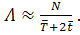 Λ ≈ N / (T̅ + 2t̅) .